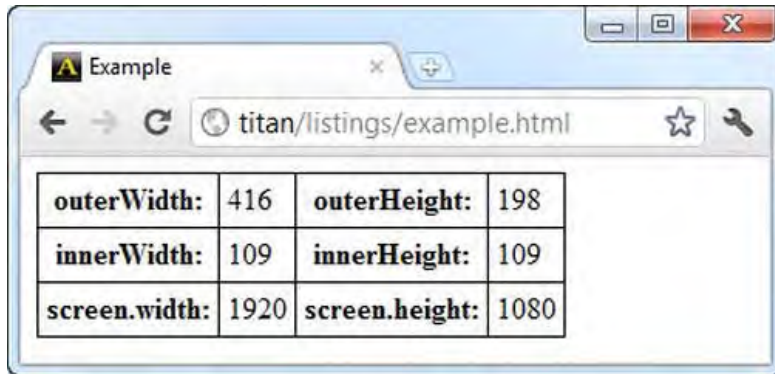 Example
titan/listings/example.html
outerWidth: 416 outerHeight: 198
innerWidth: 109 innerHeight: 109
screen.width: 1920 screen.height: 1080